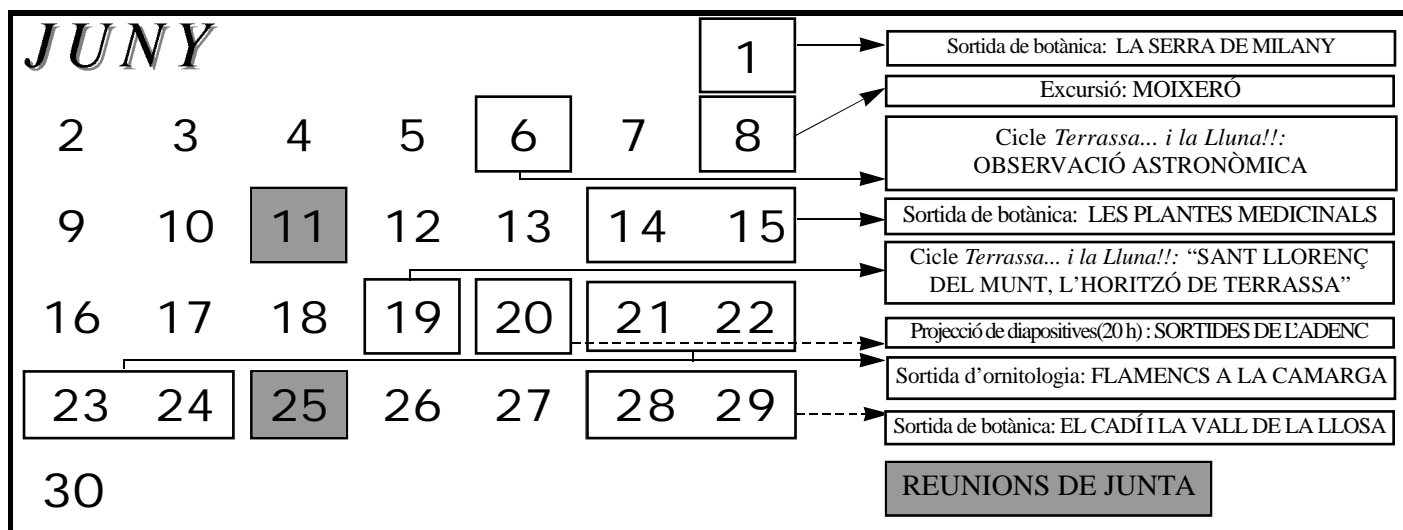 JUNY
1
Sortida de botànica: LA SERRA DE MILANY
Excursió: MOIXERÓ
2 3 4 5 6 7 8
Cicle Terrassa... i la Lluna!!:
OBSERVACIÓ ASTRONÒMICA
9 10 11 12 13 14 15
Sortida de botànica: LES PLANTES MEDICINALS
Cicle Terrassa... i la Lluna!!: “SANT LLORENÇ
DEL MUNT, L’HORITZÓ DE TERRASSA”
16 17 18 19 20 21 22
Projecció de diapositives(20 h) : SORTIDES DE L’ADENC
Sortida d’ornitologia: FLAMENCS A LA CAMARGA
23 24 25 26 27 28 29
Sortida de botànica: EL CADÍ I LA VALL DE LA LLOSA
30
REUNIONS DE JUNTA